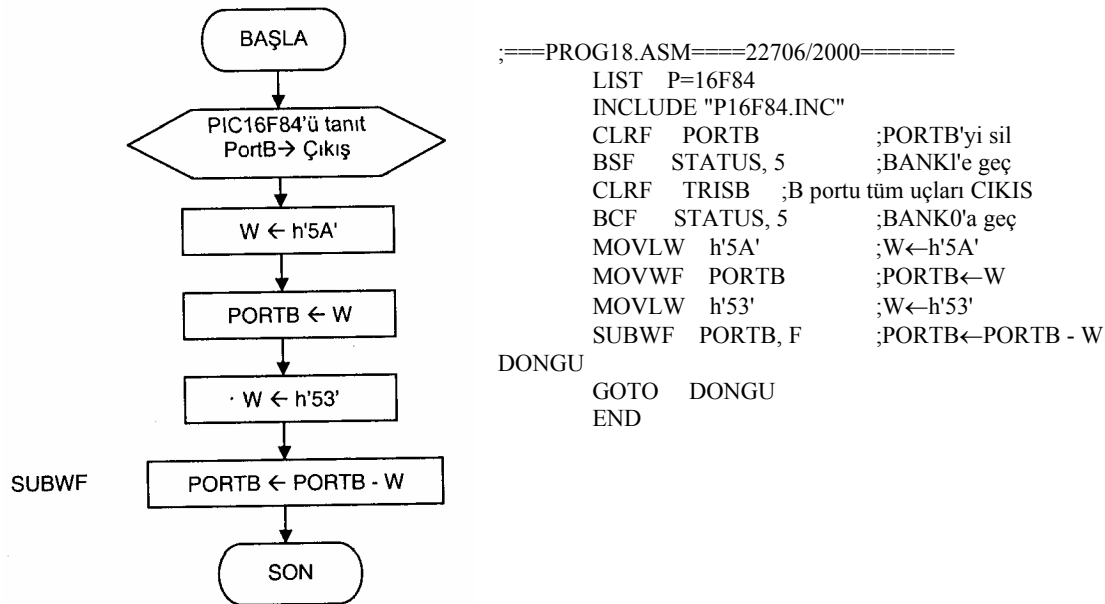 BAŞLA
PIC16F84'ü tanıt
PortB→ Çıkış
W ← h'5A'
PORTB ← W
W ← h'53'
SUBWF
PORTB ← PORTB - W
SON
;===PROG18.ASM====22706/2000=======
LIST P=16F84
INCLUDE "P16F84.INC"
CLRF PORTB ;PORTB'yi sil
BSF STATUS, 5 ;BANKl'e geç
CLRF TRISB ;B portu tüm uçları CIKIS
BCF STATUS, 5 ;BANK0'a geç
MOVLW h'5A' ;W←h'5A'
MOVWF PORTB ;PORTB←W
MOVLW h'53' ;W←h'53'
SUBWF PORTB, F ;PORTB←PORTB - W
DONGU
GOTO DONGU
END